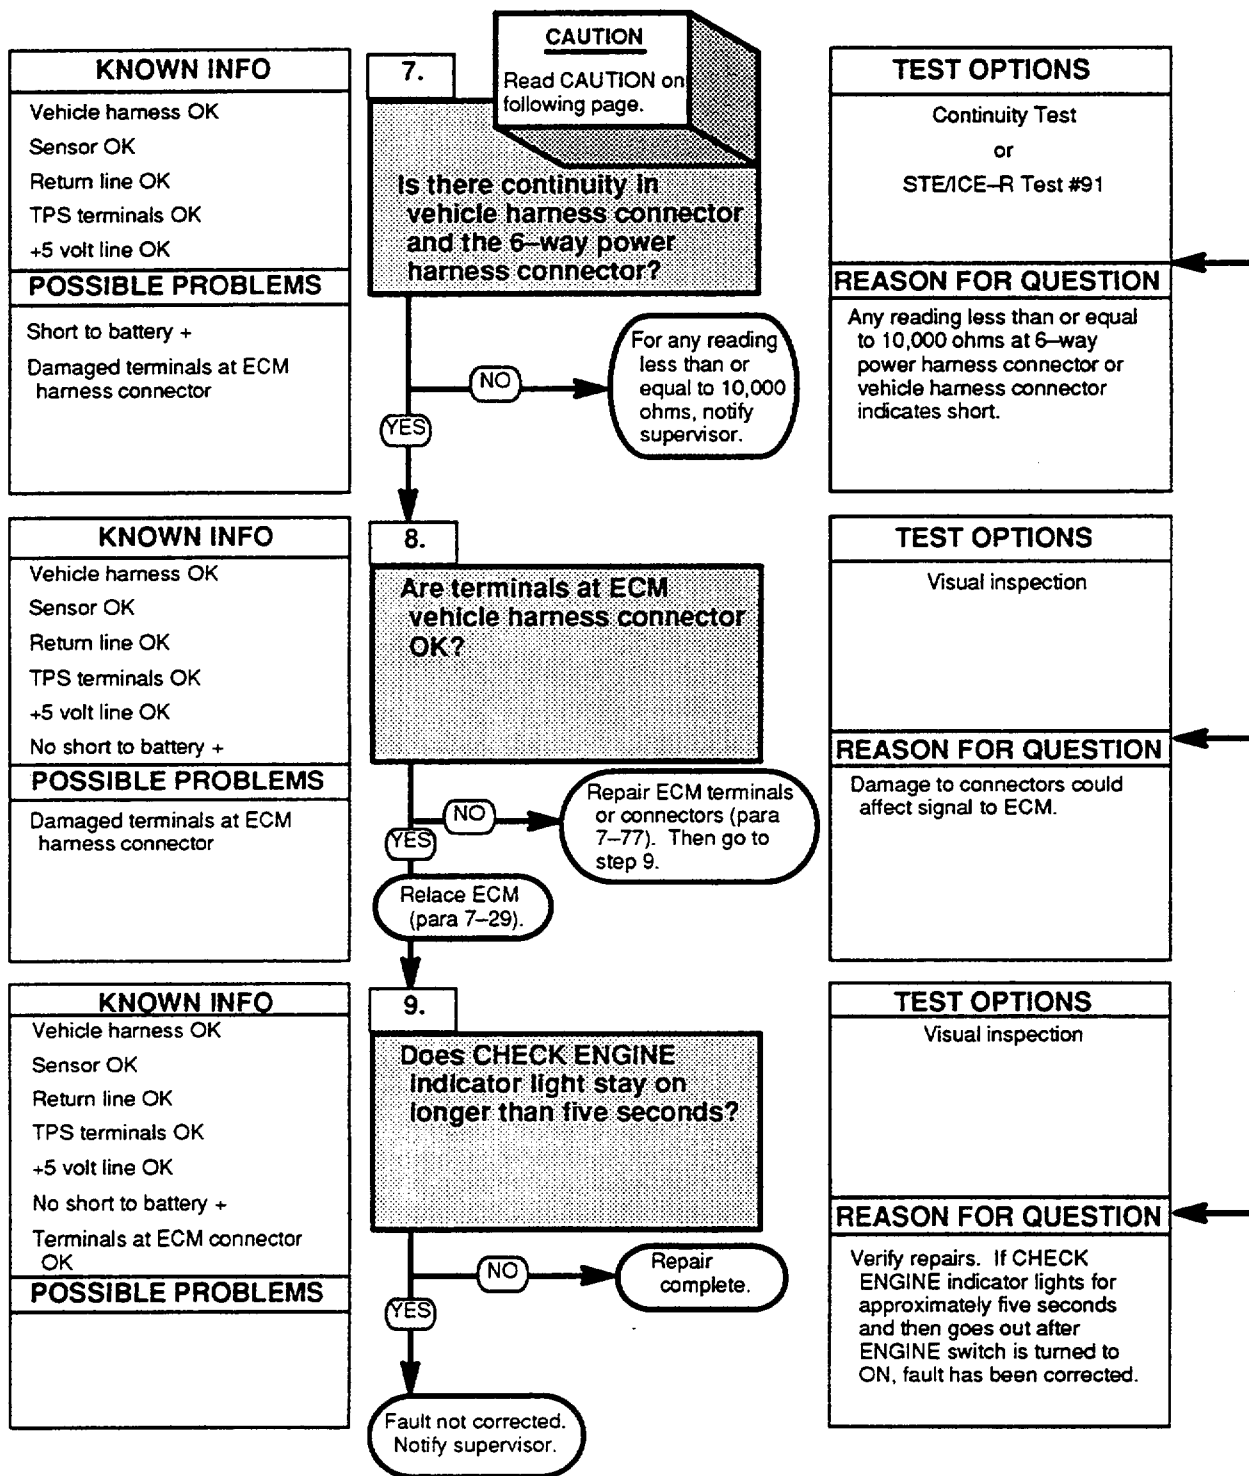 KNOWN INFO
Vehicle harness OK
Sensor OK
Return line OK
TPS terminals OK
+5 volt line OK
POSSIBLE PROBLEMS
Short to battery +
Damaged terminals at ECM
harness connector
7.
CAUTION
Read CAUTION on
following page.
Is there continuity in
vehicle harness connector
and the 6–way power
harness connector?
NO
For any reading
less than or
equal to 10,000
ohms, notify
supervisor.
YES
TEST OPTIONS
Continuity Test
or
STE/ICE–R Test #91
REASON FOR QUESTION
Any reading less than or equal
to 10,000 ohms at 6–way
power harness connector or
vehicle harness connector
indicates short.
KNOWN INFO
Vehicle harness OK
Sensor OK
Return line OK
TPS terminals OK
+5 volt line OK
No short to battery +
POSSIBLE PROBLEMS
Damaged terminals at ECM
harness connector
8.
Are terminals at ECM
vehicle harness connector
OK?
NO
Repair ECM terminals
or connectors (para
7–77). Then go to
step 9.
YES
Relace ECM
(para 7–29).
TEST OPTIONS
Visual inspection
REASON FOR QUESTION
Damage to connectors could
affect signal to ECM.
KNOWN INFO
Vehicle harness OK
Sensor OK
Return line OK
TPS terminals OK
+5 volt line OK
No short to battery +
Terminals at ECM connector
OK
POSSIBLE PROBLEMS
9.
Does CHECK ENGINE
indicator light stay on
longer than five seconds?
NO
Repair
complete.
YES
Fault not corrected.
Notify supervisor.
TEST OPTIONS
Visual inspection
REASON FOR QUESTION
Verify repairs. If CHECK
ENGINE indicator lights for
approximately five seconds
and then goes out after
ENGINE switch is turned to
ON, fault has been corrected.